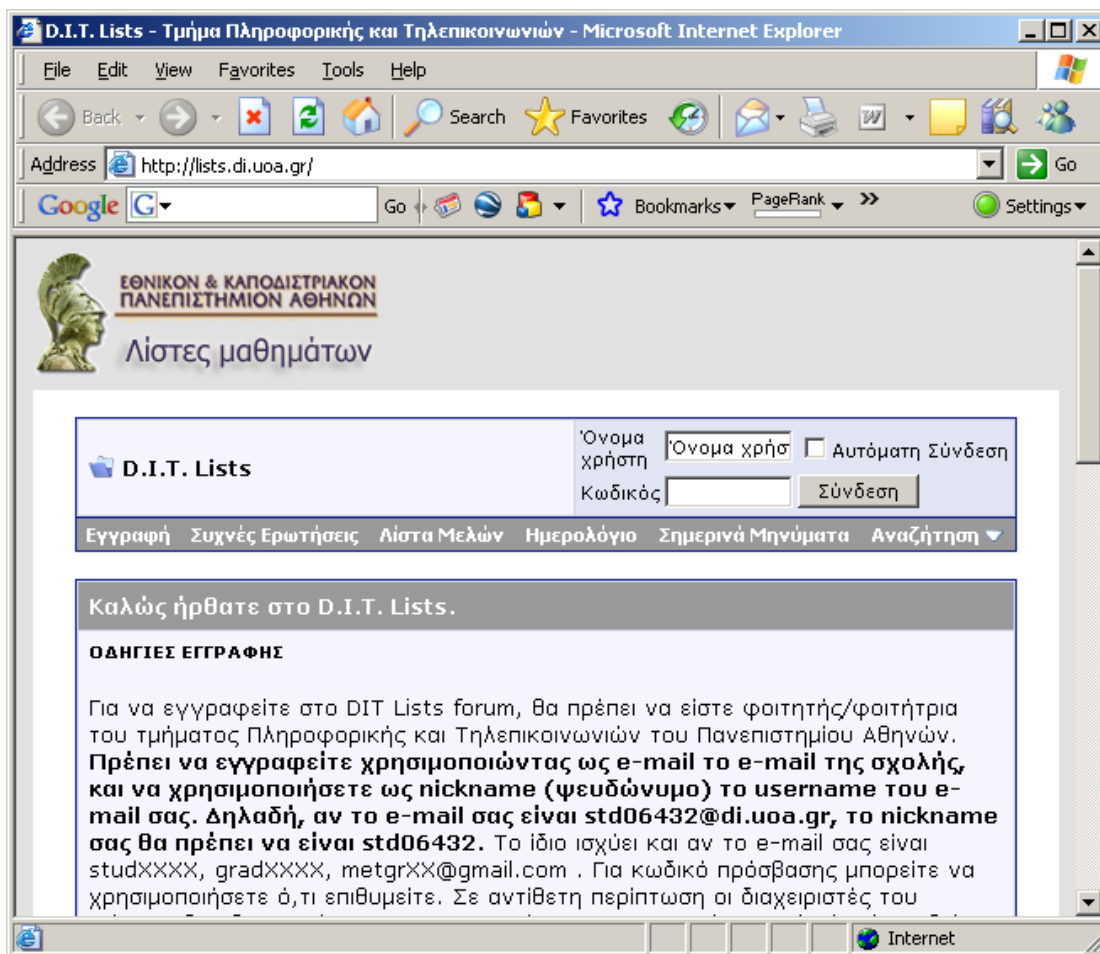 D.I.T. Lists - Τμήμα Πληροφορικής και Τηλεπικοινωνιών - Microsoft Internet Explorer
File Edit View Favorites Tools Help
Back Search Favorites
Address http://lists.di.uoa.gr/ Go
Google G Go Bookmarks PageRank » Settings
ΕΘΝΙΚΟΝ & ΚΑΠΟΔΙΣΤΡΙΑΚΟΝ
ΠΑΝΕΠΙΣΤΗΜΙΟΝ ΑΘΗΝΩΝ
Λίστες μαθημάτων
D.I.T. Lists
Όνομα χρήστη Όνομα χρήσ Αυτόματη Σύνδεση
Κωδικός Σύνδεση
Εγγραφή Συχνές Ερωτήσεις Λίστα Μελών Ημερολόγιο Σημερινά Μηνύματα Αναζήτηση
Καλώς ήρθατε στο D.I.T. Lists.
ΟΔΗΓΙΕΣ ΕΓΓΡΑΦΗΣ
Για να εγγραφείτε στο DIT Lists forum, θα πρέπει να είστε φοιτητής/φοιτήτρια
του τμήματος Πληροφορικής και Τηλεπικοινωνιών του Πανεπιστημίου Αθηνών.
Πρέπει να εγγραφείτε χρησιμοποιώντας ως e-mail το e-mail της σχολής,
και να χρησιμοποιήσετε ως nickname (ψευδώνυμο) το username του e-
mail σας. Δηλαδή, αν το e-mail σας είναι std06432@di.uoa.gr, το nickname
σας θα πρέπει να είναι std06432. Το ίδιο ισχύει και αν το e-mail σας είναι
studXXXX, gradXXXX, metgrXX@gmail.com . Για κωδικό πρόσβασης μπορείτε να
χρησιμοποιήσετε ό,τι επιθυμείτε. Σε αντίθετη περίπτωση οι διαχειριστές του
Internet